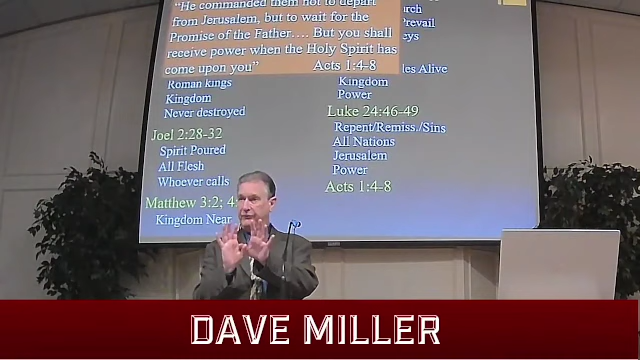 "He commanded them not to depart
from Jerusalem, but to wait for the
Promise of the Father.... But you shall
receive power when the Holy Spirit has
come upon you" Acts 1:4-8
Roman kings
Kingdom
Never destroyed
Joel 2:28-32
Spirit Poured
All Flesh
Whoever calls
Matthew 3:2; 4
Kingdom Near
Prevail
Alive
Kingdom
Power
Luke 24:46-49
Repent/Remiss./Sins
All Nations
Jerusalem
Power
Acts 1:4-8
DAVE MILLER